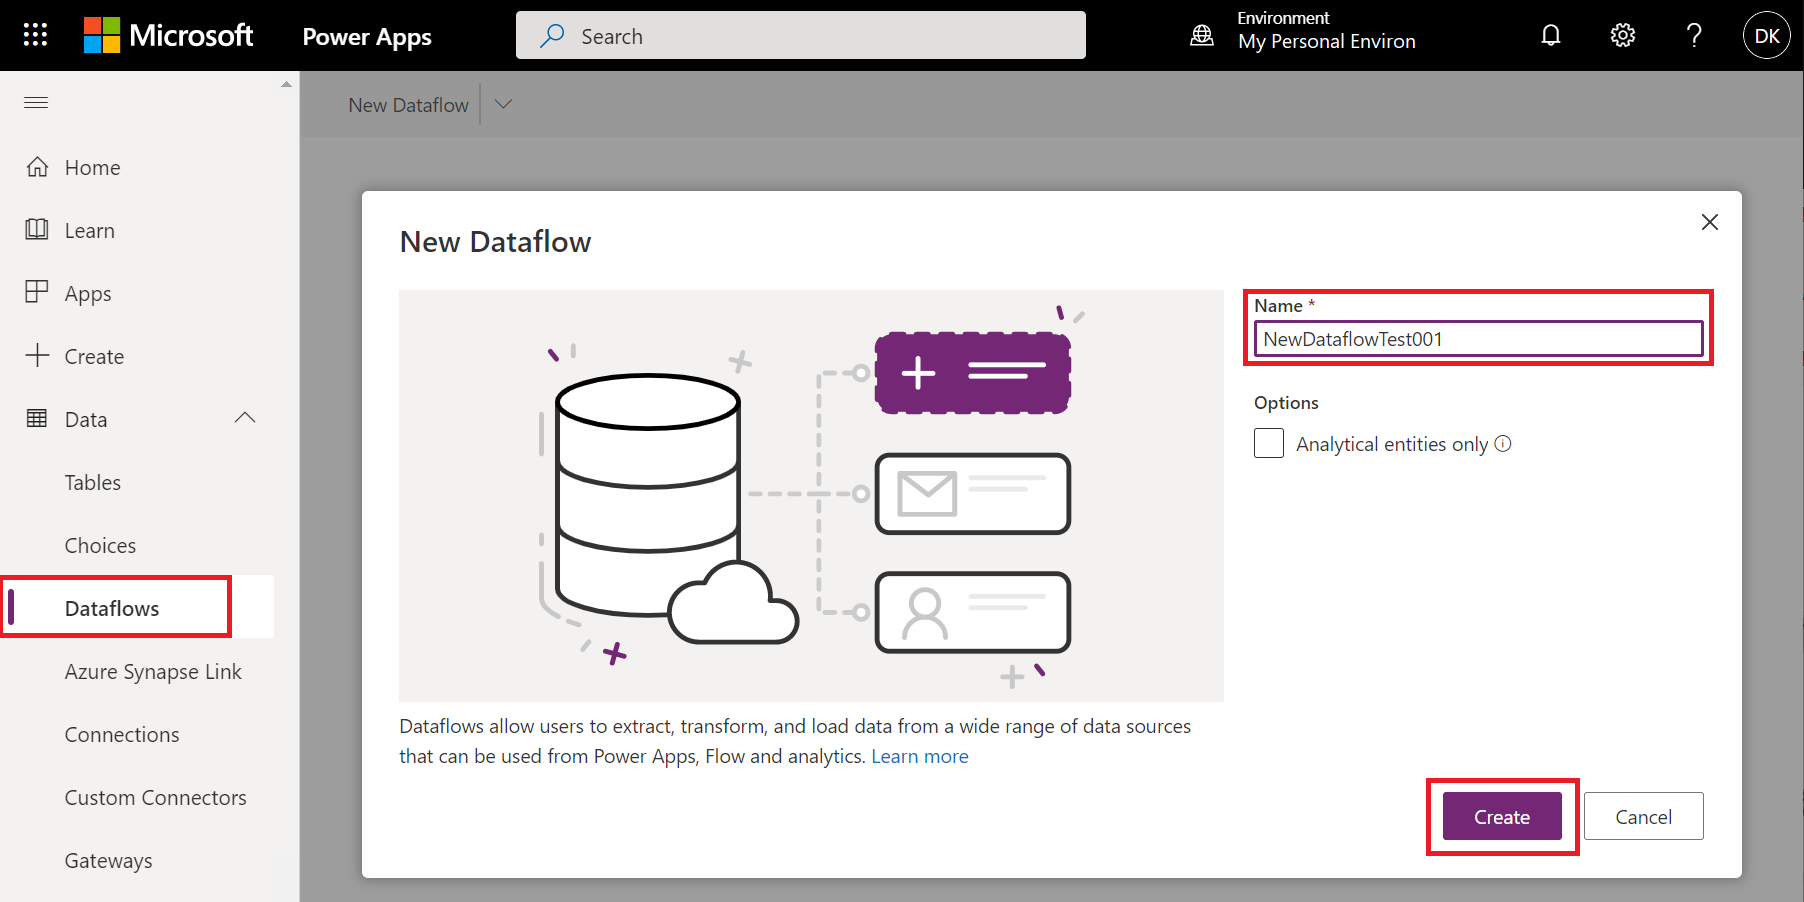 Microsoft
Power Apps
Search
Environment
My Personal Environ
?
DK
New Dataflow
Home
Learn
Apps
Create
Data
Tables
Choices
Dataflows
Azure Synapse Link
Connections
Custom Connectors
Gateways
New Dataflow
Name *
NewDataflowTest001
Options
Analytical entities only
Dataflows allow users to extract, transform, and load data from a wide range of data sources
that can be used from Power Apps, Flow and analytics. Learn more
Create
Cancel